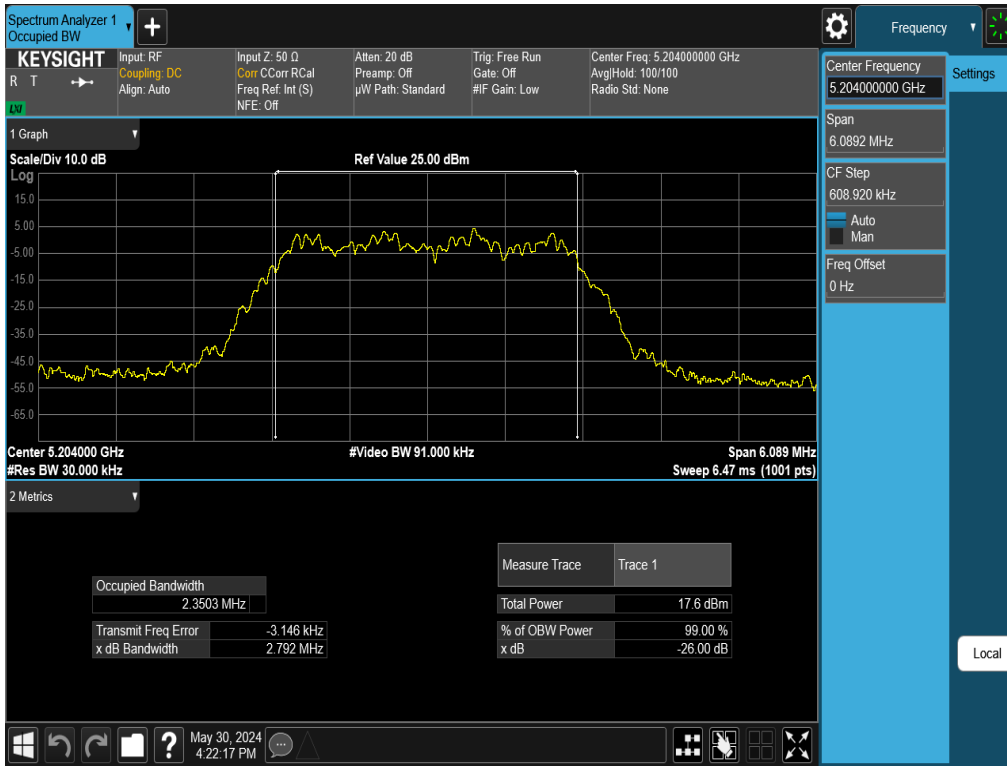 Spectrum Analyzer 1
Occupied BW
Frequency
KEYSIGHT
R T
LXI
Input: RF
Coupling: DC
Align: Auto
Input Z: 50 Ω
Corr CCorr RCal
Freq Ref: Int (S)
NFE: Off
Atten: 20 dB
Preamp: Off
µW Path: Standard
Trig: Free Run
Gate: Off
#IF Gain: Low
Center Freq: 5.204000000 GHz
Avg|Hold: 100/100
Radio Std: None
Center Frequency
5.204000000 GHz
Settings
Span
6.0892 MHz
CF Step
608.920 kHz
Auto
Man
Freq Offset
0 Hz
Local
1 Graph
Scale/Div 10.0 dB
Ref Value 25.00 dBm
Log
15.0
5.00
-5.00
-15.0
-25.0
-35.0
-45.0
-55.0
-65.0
Center 5.204000 GHz
#Video BW 91.000 kHz
Span 6.089 MHz
#Res BW 30.000 kHz
Sweep 6.47 ms (1001 pts)
2 Metrics
Measure Trace Trace 1
Occupied Bandwidth
2.3503 MHz
Total Power 17.6 dBm
Transmit Freq Error -3.146 kHz
% of OBW Power 99.00 %
x dB Bandwidth 2.792 MHz
x dB -26.00 dB
?
May 30, 2024
4:22:17 PM